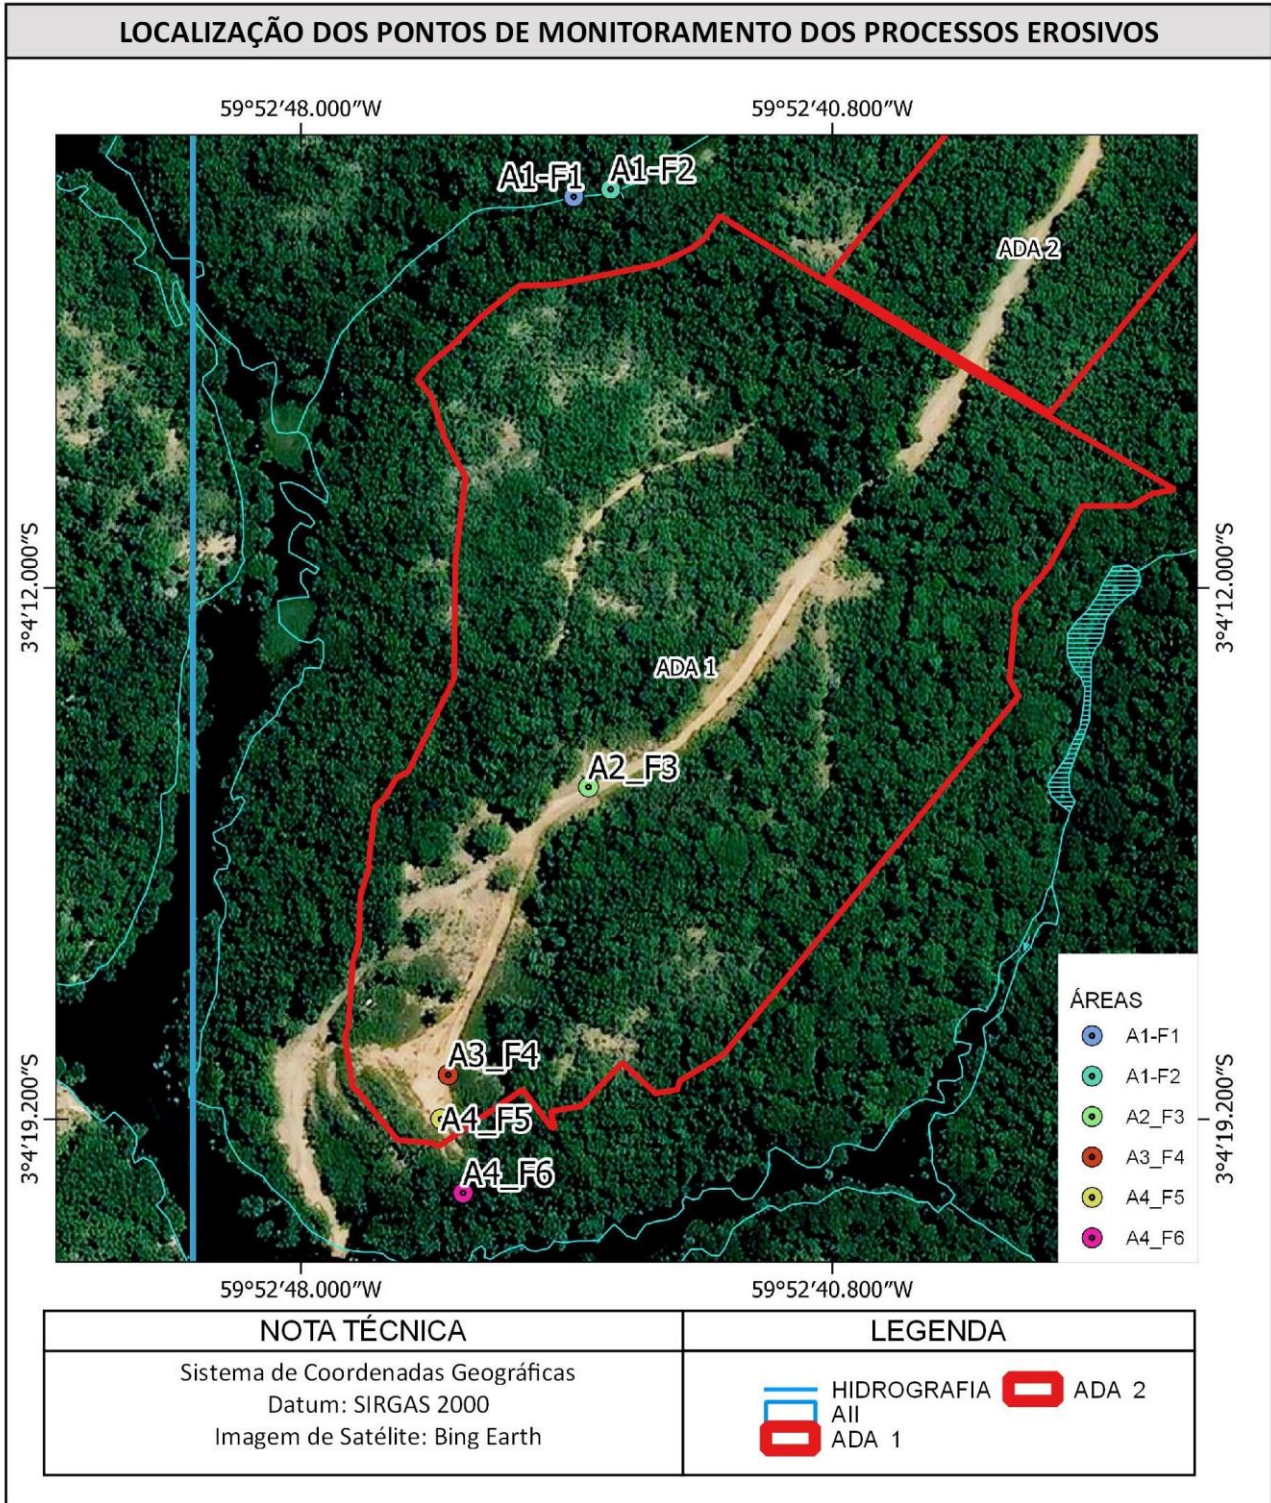 LOCALIZAÇÃO DOS PONTOS DE MONITORAMENTO DOS PROCESSOS EROSIVOS
59°52′48.000″W
59°52′40.800″W
A1-F1
A1-F2
ADA 2
3°4′12.000″S
3°4′12.000″S
ADA 1
A2_F3
A3_F4
A4_F5
A4_F6
3°4′19.200″S
3°4′19.200″S
ÁREAS
A1-F1
A1-F2
A2_F3
A3_F4
A4_F5
A4_F6
59°52′48.000″W
59°52′40.800″W
NOTA TÉCNICA
Sistema de Coordenadas Geográficas
Datum: SIRGAS 2000
Imagem de Satélite: Bing Earth
LEGENDA
HIDROGRAFIA
AII
ADA 1
ADA 2